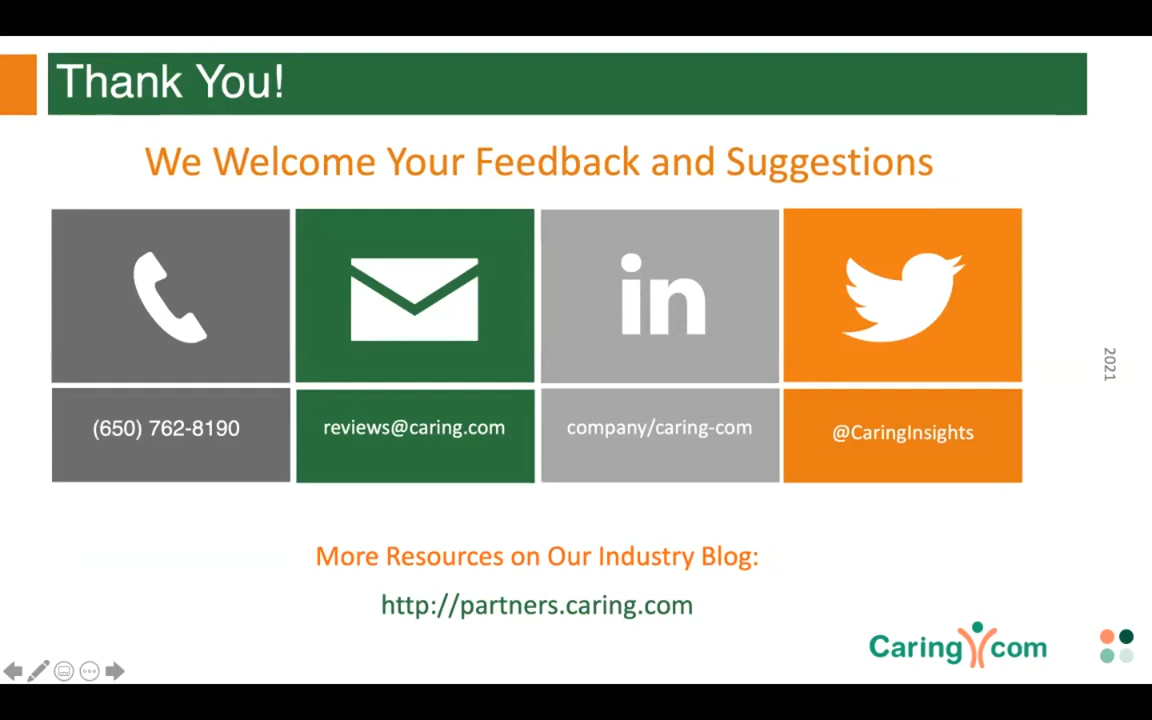 Thank You!
We Welcome Your Feedback and Suggestions
in
(650) 762-8190
reviews@caring.com
company/caring-com
@CaringInsights
2021
More Resources on Our Industry Blog:
http://partners.caring.com
Caring com